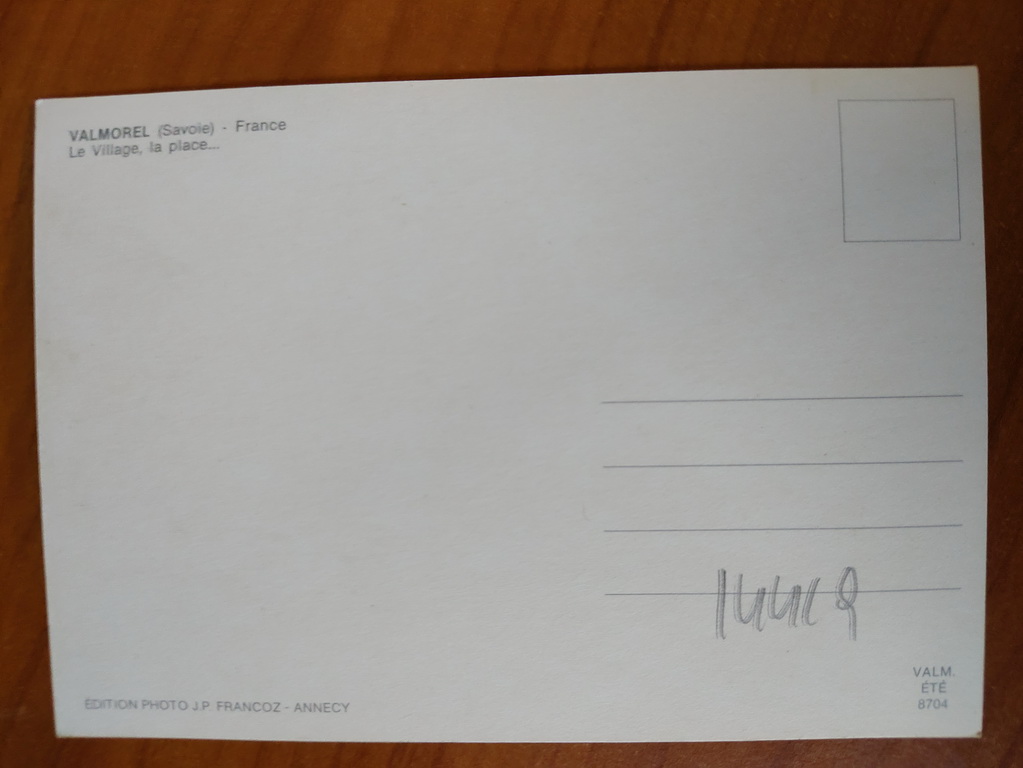 VALMOREL (Savoie) - France
Le Village, la place...
VALM.
ÉTÉ
8704
ÉDITION PHOTO J.P. FRANCOZ - ANNECY